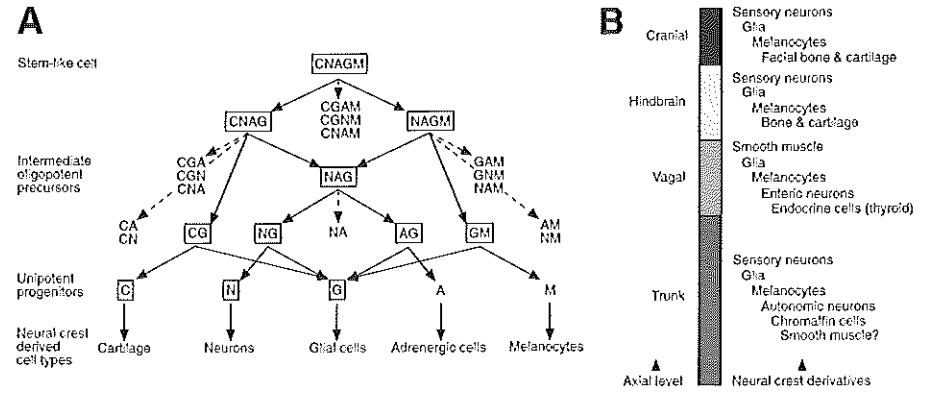 A
Stem-like cell
CNAGM
CGAM
CGNM
CNAM
CNAG
NAGM
Intermediate
oligopotent
precursors
CGA
CGN
CNA
NAG
GAM
GNM
NAM
CA
CN
CG
NG
NA
AG
GM
AM
NM
Unipotent
progenitors
C
N
G
A
M
Neural crest
derived
cell types
Cartilage
Neurons
Glial cells
Adrenergic cells
Melanocytes
B
Cranial
Sensory neurons
Glia
Melanocytes
Facial bone & cartilage
Hindbrain
Sensory neurons
Glia
Melanocytes
Bone & cartilage
Vagal
Smooth muscle
Glia
Melanocytes
Enteric neurons
Endocrine cells (thyroid)
Trunk
Sensory neurons
Glia
Melanocytes
Autonomic neurons
Chromaffin cells
Smooth muscle?
Axial level
Neural crest derivatives